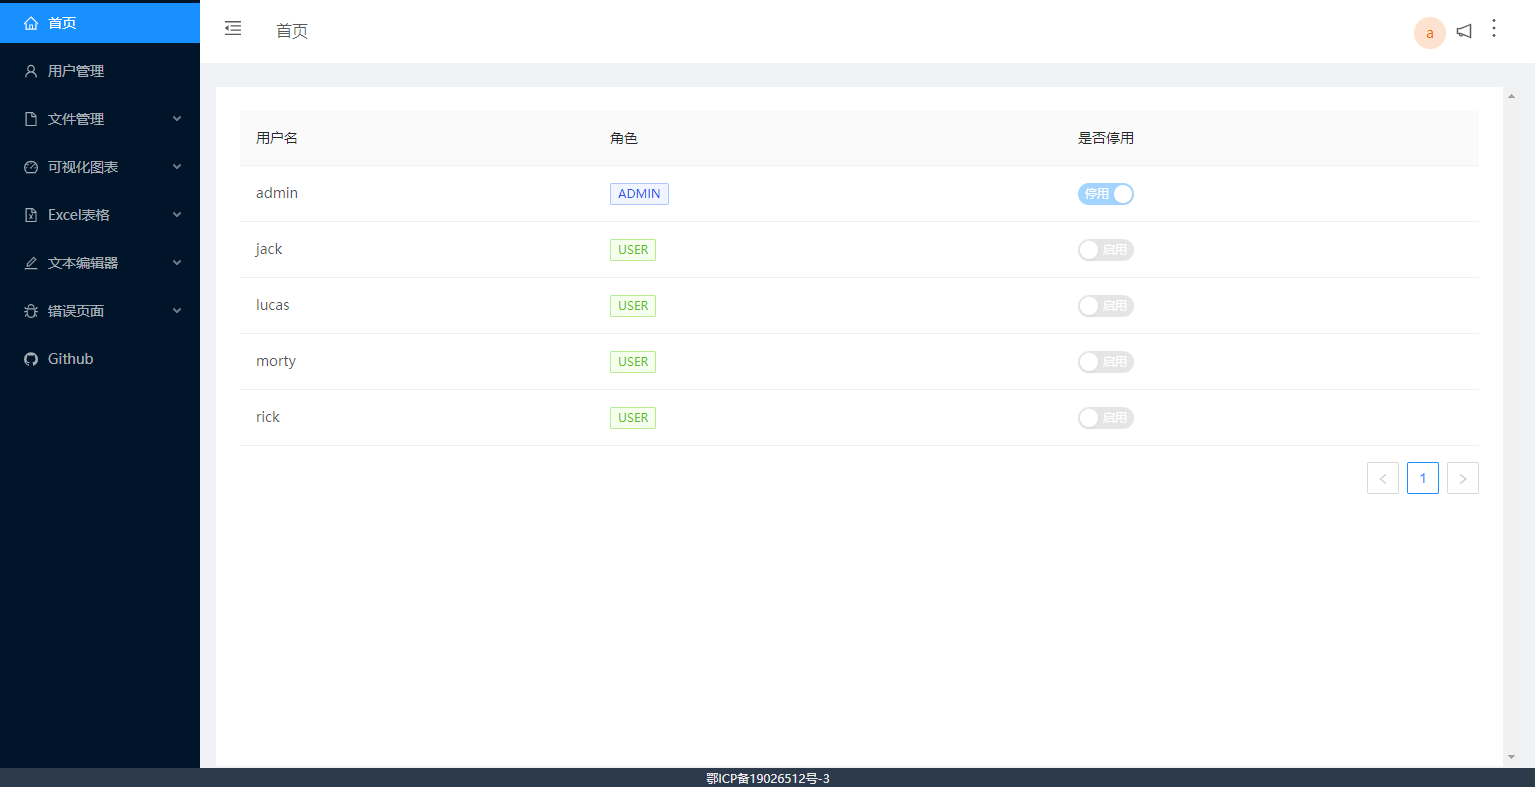 首页
用户管理
文件管理
可视化图表
Excel表格
文本编辑器
错误页面
Github
首页
a
用户名 角色 是否停用
admin ADMIN 停用
jack USER 启用
lucas USER 启用
morty USER 启用
rick USER 启用
< 1 >
鄂ICP备19026512号-3